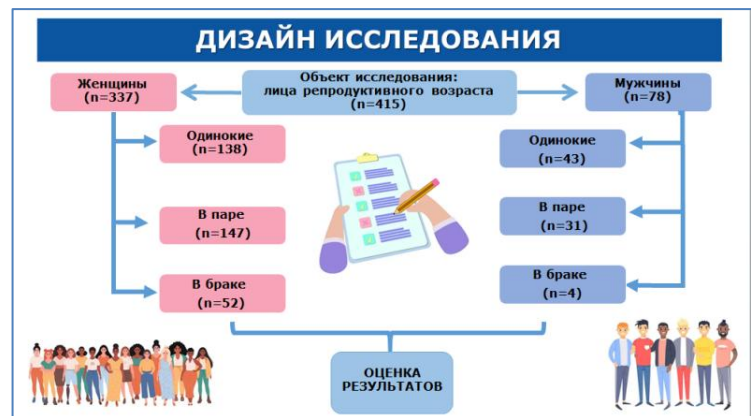 ДИЗАЙН ИССЛЕДОВАНИЯ
Женщины
(n=337)
Объект исследования:
лица репродуктивного возраста
(n=415)
Мужчины
(n=78)
Одинокие
(n=138)
Одинокие
(n=43)
В паре
(n=147)
В паре
(n=31)
В браке
(n=52)
В браке
(n=4)
ОЦЕНКА
РЕЗУЛЬТАТОВ